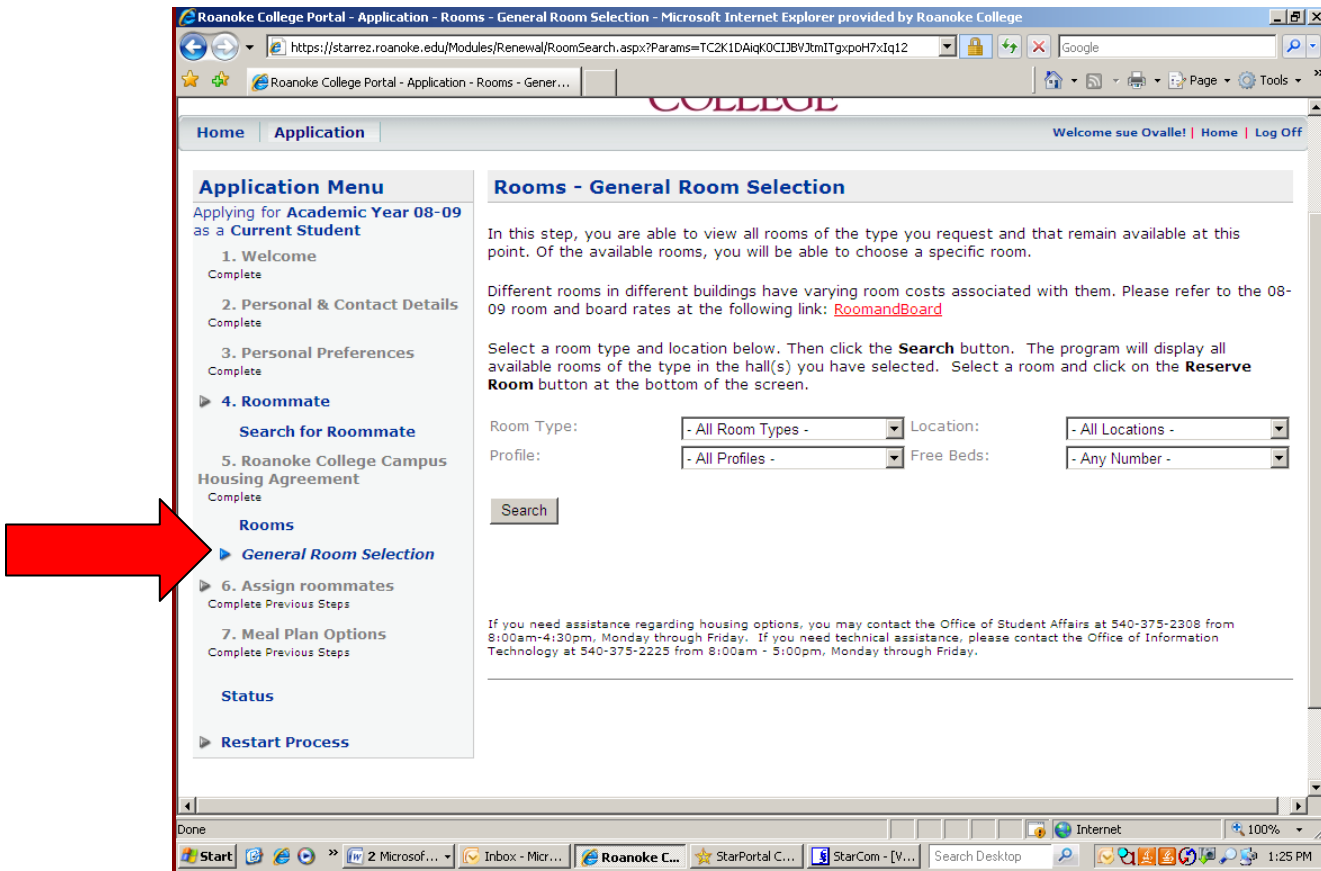 Roanoke College Portal - Application - Rooms - General Room Selection - Microsoft Internet Explorer provided by Roanoke College
https://starrez.roanoke.edu/Modules/Renewal/RoomSearch.aspx?Params=TC2K1DAiqK0CIJBVJtmITgxpoH7xIq12
Google
Roanoke College Portal - Application - Rooms - Gener...
Page
Tools
COLLEGE
Home Application
Welcome sue Ovalle! | Home | Log Off
Application Menu
Applying for Academic Year 08-09
as a Current Student
1. Welcome
Complete
2. Personal & Contact Details
Complete
3. Personal Preferences
Complete
4. Roommate
Search for Roommate
5. Roanoke College Campus
Housing Agreement
Complete
Rooms
General Room Selection
6. Assign roommates
Complete Previous Steps
7. Meal Plan Options
Complete Previous Steps
Status
Restart Process
Rooms - General Room Selection
In this step, you are able to view all rooms of the type you request and that remain available at this
point. Of the available rooms, you will be able to choose a specific room.
Different rooms in different buildings have varying room costs associated with them. Please refer to the 08-
09 room and board rates at the following link: RoomandBoard
Select a room type and location below. Then click the Search button. The program will display all
available rooms of the type in the hall(s) you have selected. Select a room and click on the Reserve
Room button at the bottom of the screen.
Room Type: - All Room Types - Location: - All Locations -
Profile: - All Profiles - Free Beds: - Any Number -
Search
If you need assistance regarding housing options, you may contact the Office of Student Affairs at 540-375-2308 from
8:00am-4:30pm, Monday through Friday. If you need technical assistance, please contact the Office of Information
Technology at 540-375-2225 from 8:00am - 5:00pm, Monday through Friday.
Done
Internet
100%
Start
2 Microsof...
Inbox - Micr...
Roanoke C...
StarPortal C...
StarCom - [V...
Search Desktop
1:25 PM